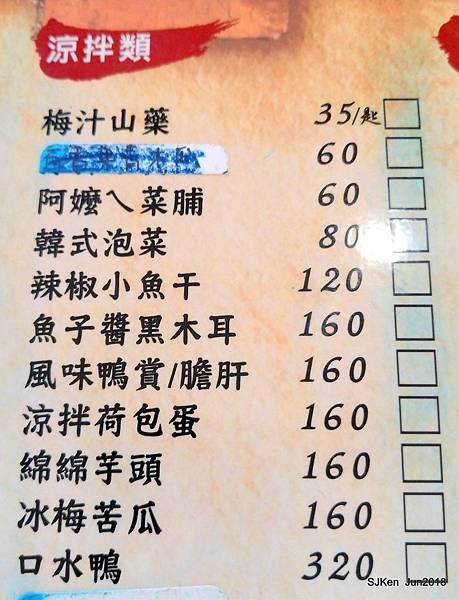 涼拌類
梅汁山藥 35/匙
60
阿嬤ㄟ菜脯 60
韓式泡菜 80
辣椒小魚干 120
魚子醬黑木耳 160
風味鴨賞/膽肝 160
涼拌荷包蛋 160
綿綿芋頭 160
冰梅苦瓜 160
口水鴨 320
SJKen Jun2018